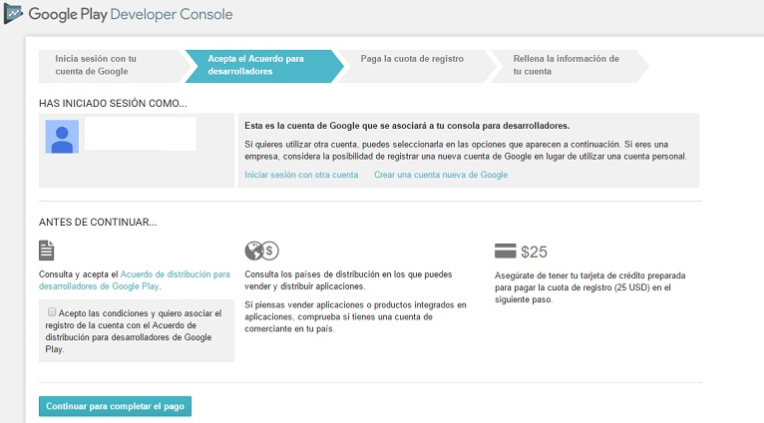 Google Play Developer Console
Inicia sesión con tu
cuenta de Google
Acepta el Acuerdo para
desarrolladores
Paga la cuota de registro
Rellena la información de
tu cuenta
HAS INICIADO SESIÓN COMO...
Esta es la cuenta de Google que se asociará a tu consola para desarrolladores.
Si quieres utilizar otra cuenta, puedes seleccionarla en las opciones que aparecen a continuación. Si eres una
empresa, considera la posibilidad de registrar una nueva cuenta de Google en lugar de utilizar una cuenta personal.
Iniciar sesión con otra cuenta Crear una cuenta nueva de Google
ANTES DE CONTINUAR...
Consulta y acepta el Acuerdo de distribución para
desarrolladores de Google Play.
Acepto las condiciones y quiero asociar el
registro de la cuenta con el Acuerdo de
distribución para desarrolladores de Google
Play.
$
Consulta los países de distribución en los que puedes
vender y distribuir aplicaciones.
Si piensas vender aplicaciones o productos integrados en
aplicaciones, comprueba si tienes una cuenta de
comerciante en tu país.
$25
Asegúrate de tener tu tarjeta de crédito preparada
para pagar la cuota de registro (25 USD) en el
siguiente paso.
Continuar para completar el pago